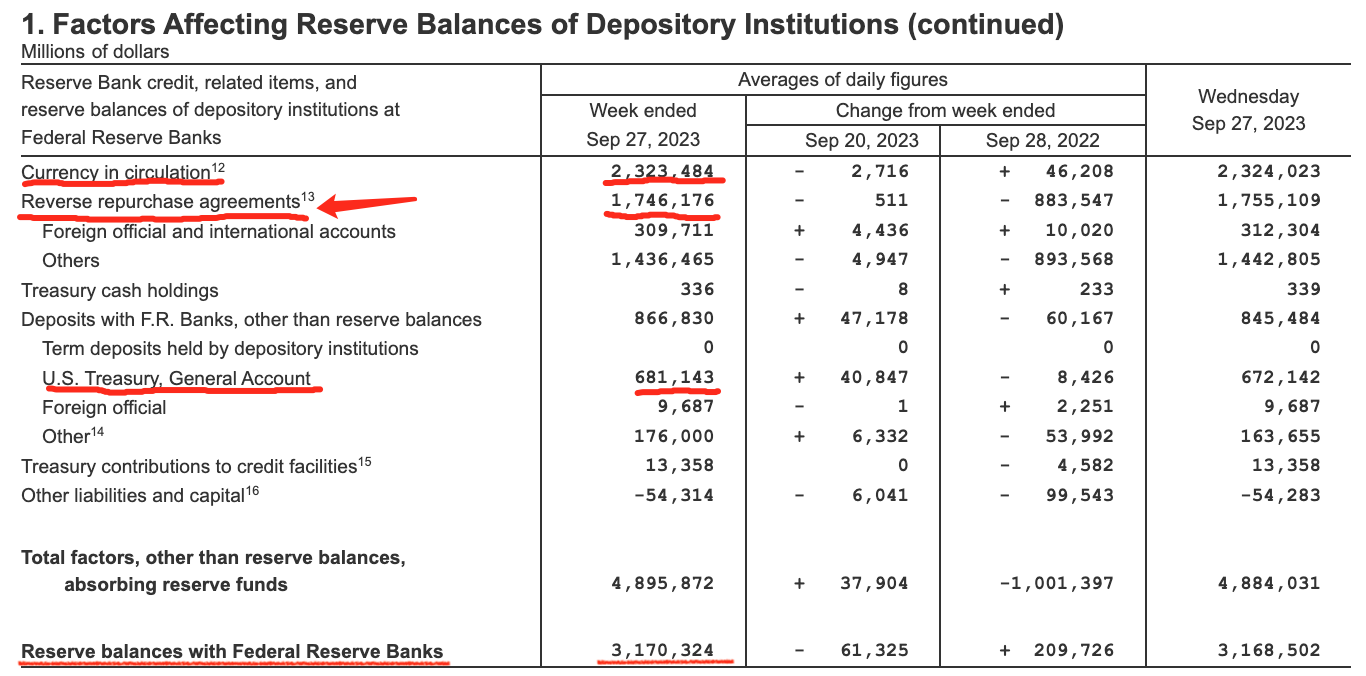 1. Factors Affecting Reserve Balances of Depository Institutions (continued)
Millions of dollars
Reserve Bank credit, related items, and reserve balances of depository institutions at Federal Reserve Banks
Averages of daily figures
Week ended Sep 27, 2023
Change from week ended
Sep 20, 2023
Sep 28, 2022
Wednesday Sep 27, 2023
Currency in circulation12 2,323,484 - 2,716 + 46,208 2,324,023
Reverse repurchase agreements13 1,746,176 - 511 - 883,547 1,755,109
Foreign official and international accounts 309,711 + 4,436 + 10,020 312,304
Others 1,436,465 - 4,947 - 893,568 1,442,805
Treasury cash holdings 336 - 8 + 233 339
Deposits with F.R. Banks, other than reserve balances 866,830 + 47,178 - 60,167 845,484
Term deposits held by depository institutions 0 0 0 0
U.S. Treasury, General Account 681,143 + 40,847 - 8,426 672,142
Foreign official 9,687 - 1 + 2,251 9,687
Other14 176,000 + 6,332 - 53,992 163,655
Treasury contributions to credit facilities15 13,358 0 - 4,582 13,358
Other liabilities and capital16 -54,314 - 6,041 - 99,543 -54,283
Total factors, other than reserve balances,
absorbing reserve funds 4,895,872 + 37,904 -1,001,397 4,884,031
Reserve balances with Federal Reserve Banks 3,170,324 - 61,325 + 209,726 3,168,502